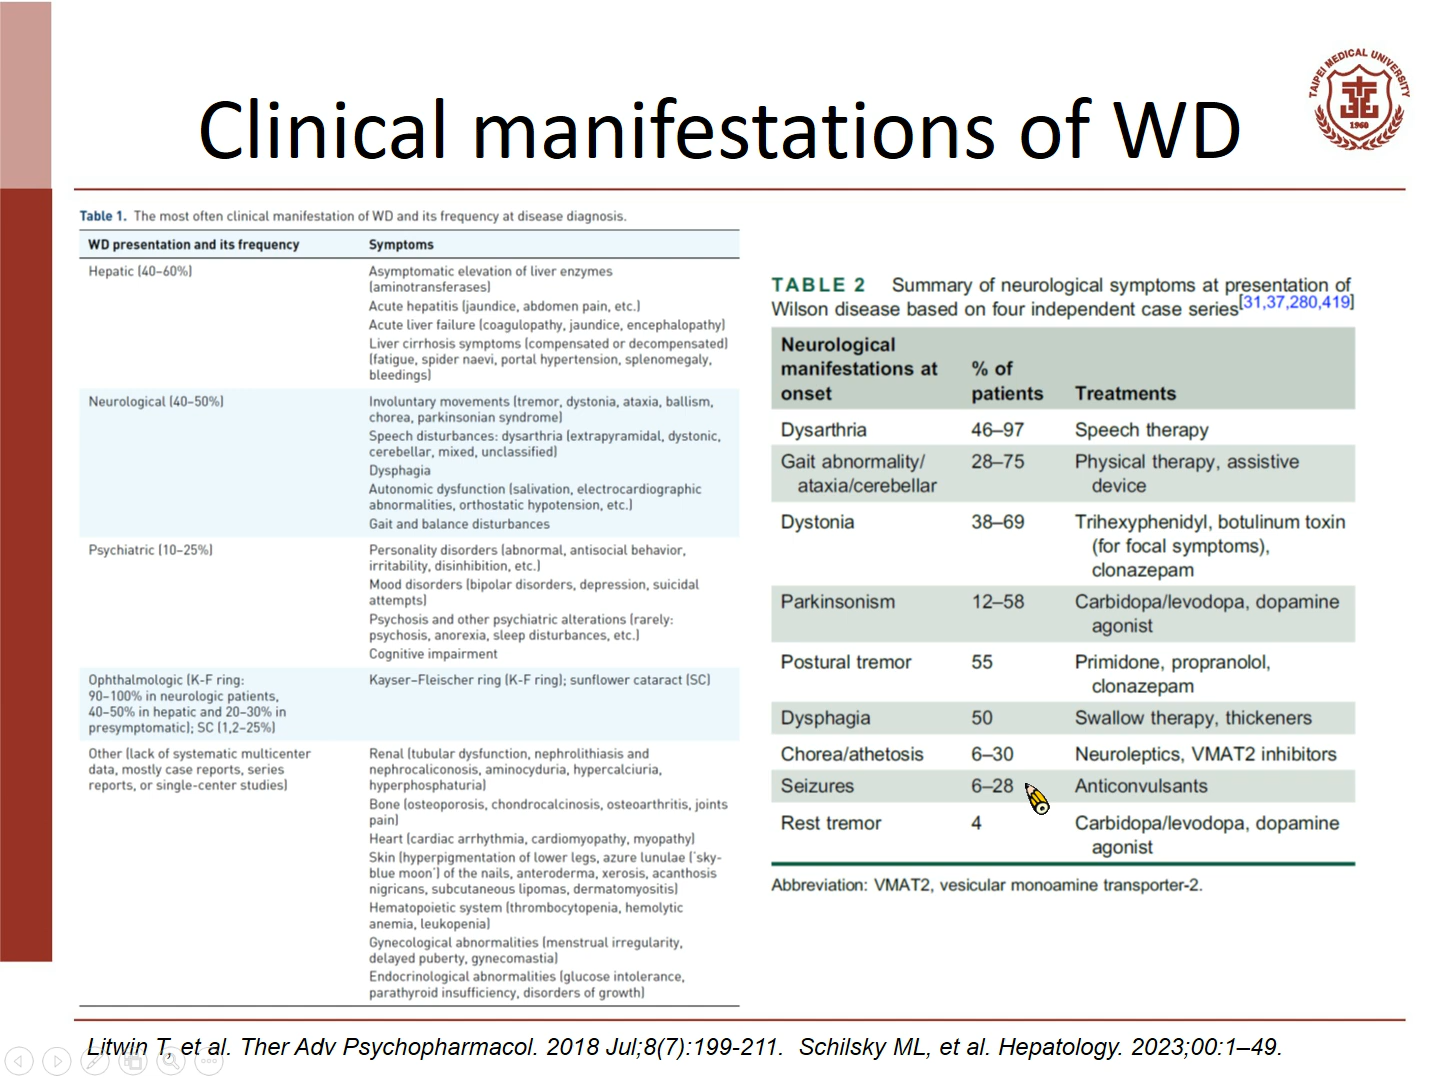 Clinical manifestations of WD
TAIPEI MEDICAL UNIVERSITY
1960
Table 1. The most often clinical manifestation of WD and its frequency at disease diagnosis.
WD presentation and its frequency
Symptoms
Hepatic (40–60%)
Asymptomatic elevation of liver enzymes
(aminotransferases)
Acute hepatitis (jaundice, abdomen pain, etc.)
Acute liver failure (coagulopathy, jaundice, encephalopathy)
Liver cirrhosis symptoms (compensated or decompensated)
(fatigue, spider naevi, portal hypertension, splenomegaly,
bleedings)
Neurological (40–50%)
Involuntary movements (tremor, dystonia, ataxia, ballism,
chorea, parkinsonian syndrome)
Speech disturbances: dysarthria (extrapyramidal, dystonic,
cerebellar, mixed, unclassified)
Dysphagia
Autonomic dysfunction (salivation, electrocardiographic
abnormalities, orthostatic hypotension, etc.)
Gait and balance disturbances
Psychiatric (10–25%)
Personality disorders (abnormal, antisocial behavior,
irritability, disinhibition, etc.)
Mood disorders (bipolar disorders, depression, suicidal
attempts)
Psychosis and other psychiatric alterations (rarely:
psychosis, anorexia, sleep disturbances, etc.)
Cognitive impairment
Ophthalmologic (K-F ring:
90–100% in neurologic patients,
40–50% in hepatic and 20–30% in
presymptomatic); SC (1,2–25%)
Kayser–Fleischer ring (K-F ring); sunflower cataract (SC)
Other (lack of systematic multicenter
data, mostly case reports, series
reports, or single-center studies)
Renal (tubular dysfunction, nephrolithiasis and
nephrocaliconosis, aminocyduria, hypercalciuria,
hyperphosphaturia)
Bone (osteoporosis, chondrocalcinosis, osteoarthritis, joints
pain)
Heart (cardiac arrhythmia, cardiomyopathy, myopathy)
Skin (hyperpigmentation of lower legs, azure lunulae ('sky-
blue moon') of the nails, anteroderma, xerosis, acanthosis
nigricans, subcutaneous lipomas, dermatomyositis)
Hematopoietic system (thrombocytopenia, hemolytic
anemia, leukopenia)
Gynecological abnormalities (menstrual irregularity,
delayed puberty, gynecomastia)
Endocrinological abnormalities (glucose intolerance,
parathyroid insufficiency, disorders of growth)
TABLE 2 Summary of neurological symptoms at presentation of
Wilson disease based on four independent case series[31,37,280,419]
Neurological
manifestations at
onset
% of
patients
Treatments
Dysarthria
46–97
Speech therapy
Gait abnormality/
ataxia/cerebellar
28–75
Physical therapy, assistive
device
Dystonia
38–69
Trihexyphenidyl, botulinum toxin
(for focal symptoms),
clonazepam
Parkinsonism
12–58
Carbidopa/levodopa, dopamine
agonist
Postural tremor
55
Primidone, propranolol,
clonazepam
Dysphagia
50
Swallow therapy, thickeners
Chorea/athetosis
6–30
Neuroleptics, VMAT2 inhibitors
Seizures
6–28
Anticonvulsants
Rest tremor
4
Carbidopa/levodopa, dopamine
agonist
Abbreviation: VMAT2, vesicular monoamine transporter-2.
Litwin T, et al. Ther Adv Psychopharmacol. 2018 Jul;8(7):199-211. Schilsky ML, et al. Hepatology. 2023;00:1–49.